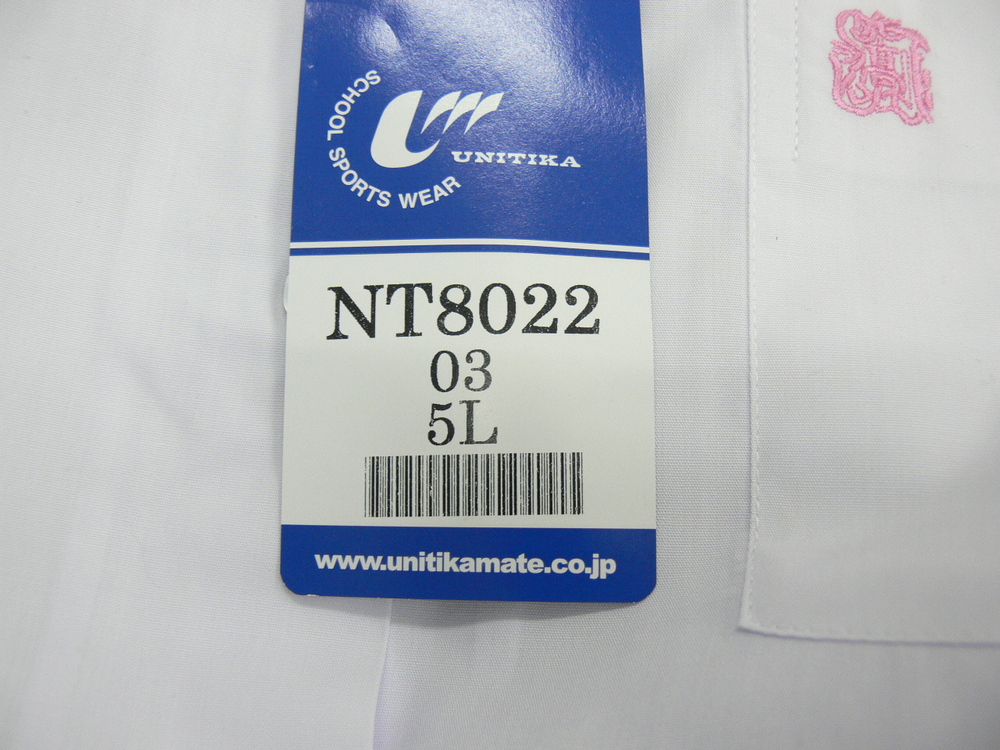 SCHOOL SPORTS WEAR
UNITIKA
NT8022
03
5L
www.unitikamate.co.jp